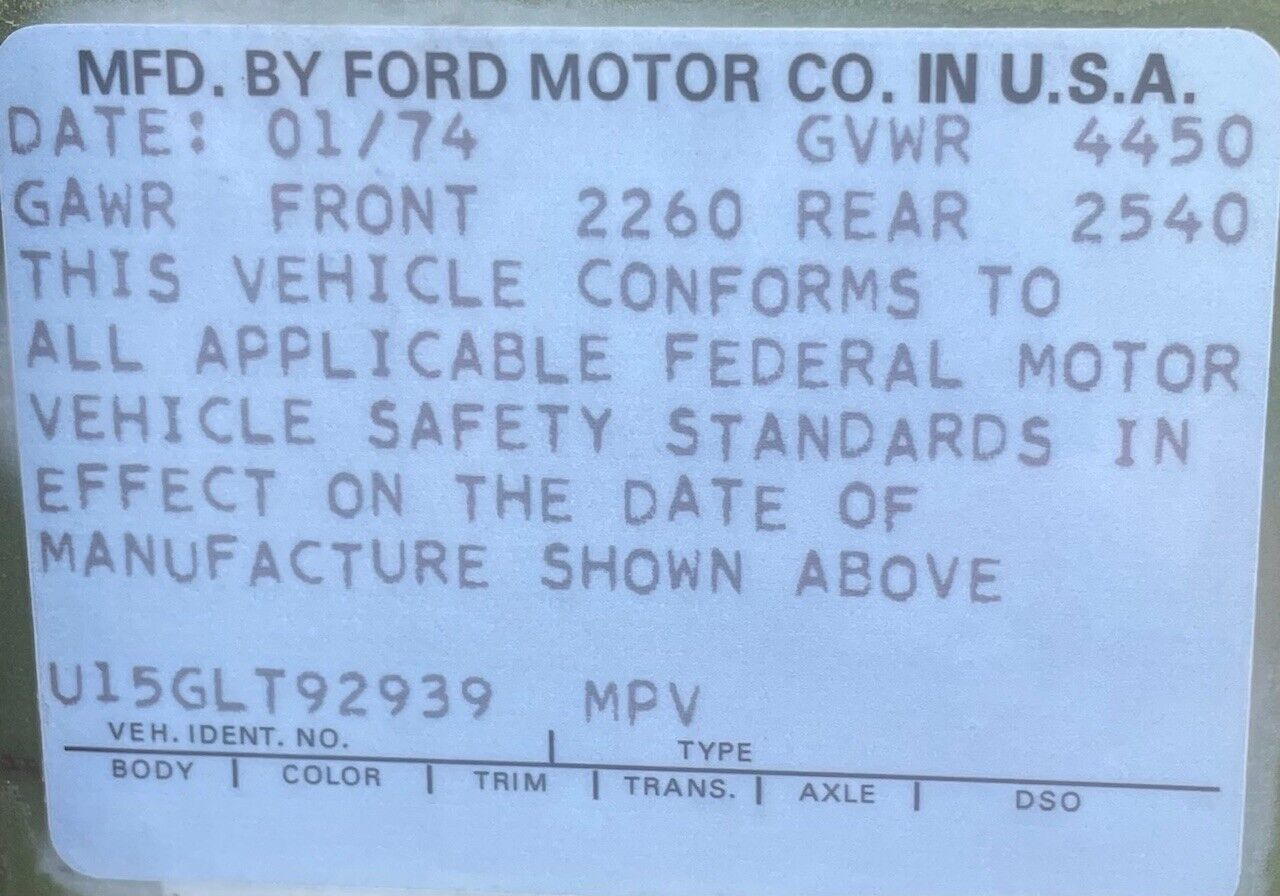 MFD. BY FORD MOTOR CO. IN U.S.A.
DATE: 01/74 GVWR 4450
GAWR FRONT 2260 REAR 2540
THIS VEHICLE CONFORMS TO
ALL APPLICABLE FEDERAL MOTOR
VEHICLE SAFETY STANDARDS IN
EFFECT ON THE DATE OF
MANUFACTURE SHOWN ABOVE
U15GLT92939 MPV
VEH. IDENT. NO. | TYPE
BODY | COLOR | TRIM | TRANS. | AXLE | DSO